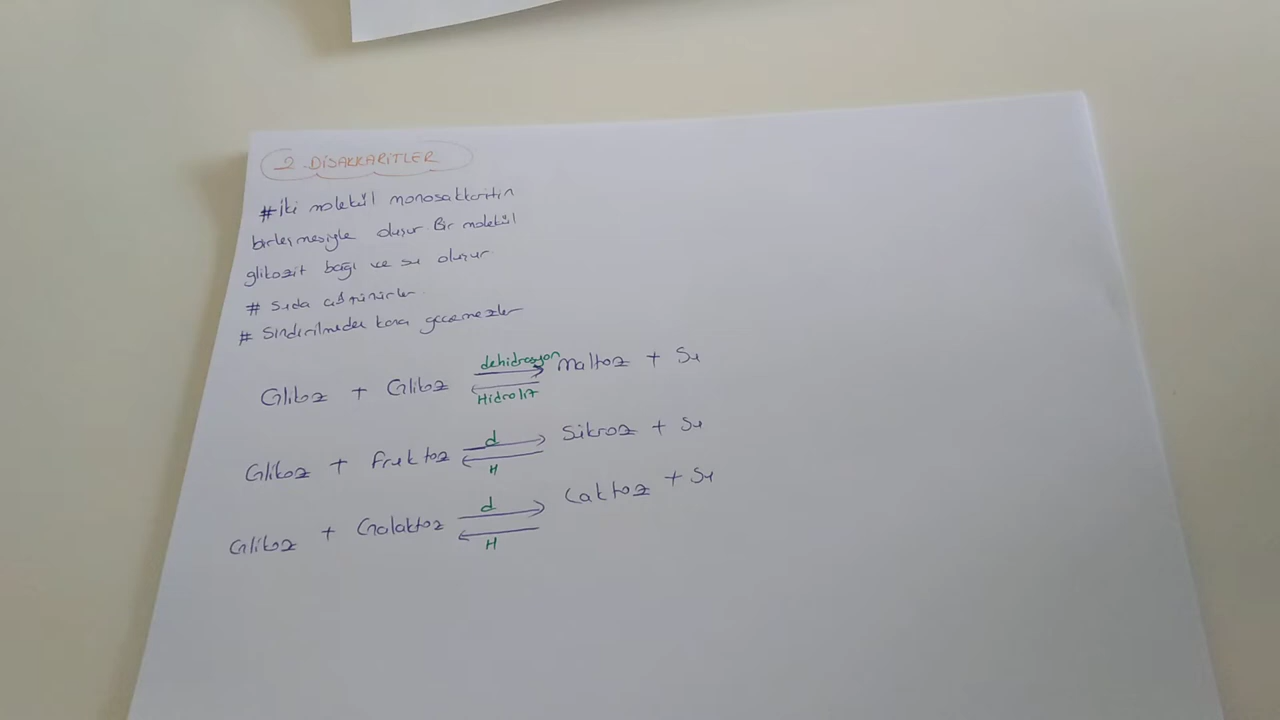 2. DİSAKKARİTLER
# İki molekül monosakkaritin
birleşmesiyle oluşur. Bir molekül
glikozit bağı ve su oluşur.
# Suda çözünürler.
# Sindirilmeden kana geçemezler
Glikoz + Glikoz dehidrasyon Hidroliz maltoz + Su
Glikoz + fruktoz d H Sükroz + Su
Glikoz + Galaktoz d H Laktoz + Su